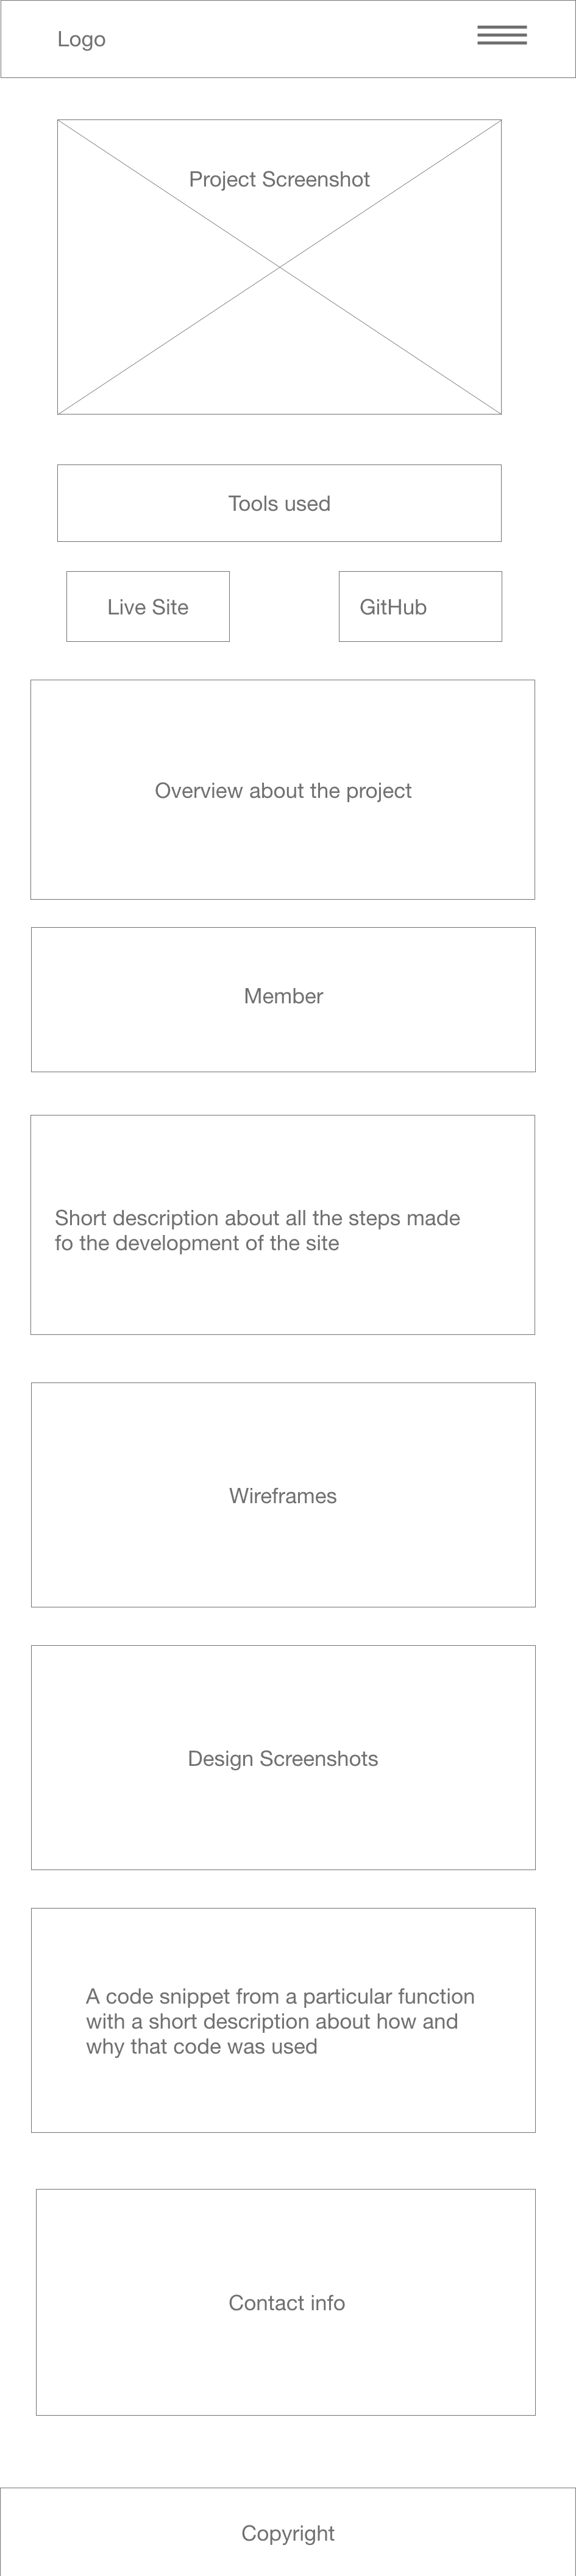 Logo
Project Screenshot
Tools used
Live Site
GitHub
Overview about the project
Member
Short description about all the steps made
fo the development of the site
Wireframes
Design Screenshots
A code snippet from a particular function
with a short description about how and
why that code was used
Contact info
Copyright